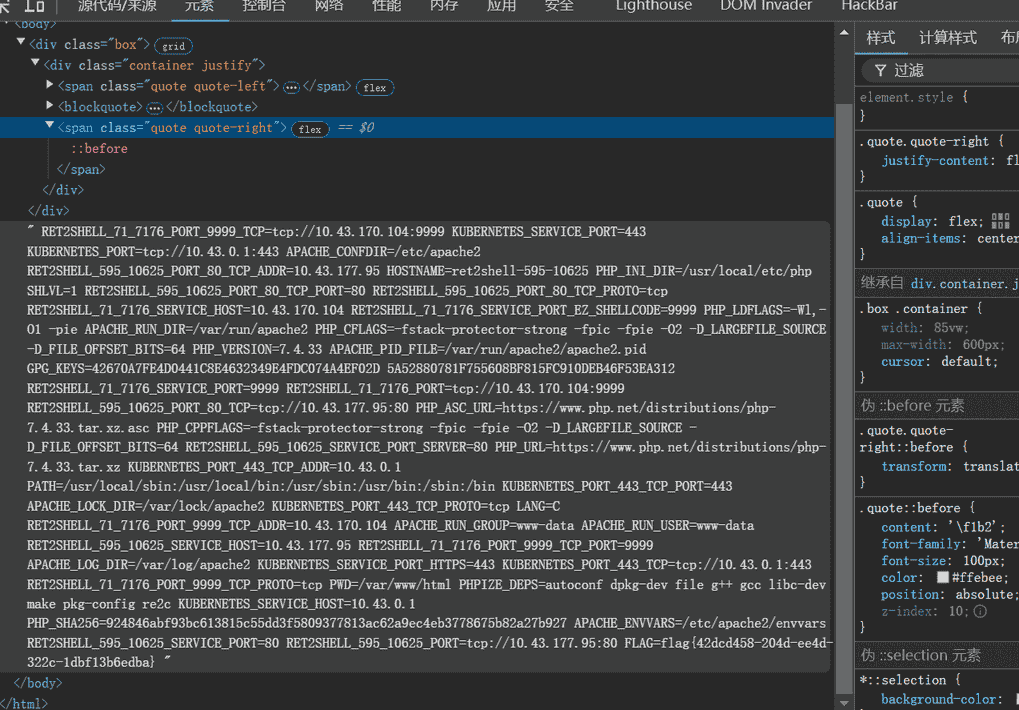 源代码/来源 元素 控制台 网络 性能 内存 应用 安全 Lighthouse DOM Invader HackBar
<body>
<div class="box"> grid
<div class="container justify">
<span class="quote quote-left"> … </span> flex
<blockquote> … </blockquote>
<span class="quote quote-right"> flex == $0
::before
</span>
</div>
</div>
" RET2SHELL_71_7176_PORT_9999_TCP=tcp://10.43.170.104:9999 KUBERNETES_SERVICE_PORT=443
KUBERNETES_PORT=tcp://10.43.0.1:443 APACHE_CONFDIR=/etc/apache2
RET2SHELL_595_10625_PORT_80_TCP_ADDR=10.43.177.95 HOSTNAME=ret2shell-595-10625 PHP_INI_DIR=/usr/local/etc/php
SHLVL=1 RET2SHELL_595_10625_PORT_80_TCP_PORT=80 RET2SHELL_595_10625_PORT_80_TCP_PROTO=tcp
RET2SHELL_71_7176_SERVICE_HOST=10.43.170.104 RET2SHELL_71_7176_SERVICE_PORT_EZ_SHELLCODE=9999 PHP_LDFLAGS=-Wl,-
O1 -pie APACHE_RUN_DIR=/var/run/apache2 PHP_CFLAGS=-fstack-protector-strong -fpic -fpie -O2 -D_LARGEFILE_SOURCE
-D_FILE_OFFSET_BITS=64 PHP_VERSION=7.4.33 APACHE_PID_FILE=/var/run/apache2/apache2.pid
GPG_KEYS=42670A7FE4D0441C8E4632349E4FDC074A4EF02D 5A52880781F755608BF815FC910DEB46F53EA312
RET2SHELL_71_7176_SERVICE_PORT=9999 RET2SHELL_71_7176_PORT=tcp://10.43.170.104:9999
RET2SHELL_595_10625_PORT_80_TCP=tcp://10.43.177.95:80 PHP_ASC_URL=https://www.php.net/distributions/php-
7.4.33.tar.xz.asc PHP_CPPFLAGS=-fstack-protector-strong -fpic -fpie -O2 -D_LARGEFILE_SOURCE -
D_FILE_OFFSET_BITS=64 RET2SHELL_595_10625_SERVICE_PORT_SERVER=80 PHP_URL=https://www.php.net/distributions/php-
7.4.33.tar.xz KUBERNETES_PORT_443_TCP_ADDR=10.43.0.1
PATH=/usr/local/sbin:/usr/local/bin:/usr/sbin:/usr/bin:/sbin:/bin KUBERNETES_PORT_443_TCP_PORT=443
APACHE_LOCK_DIR=/var/lock/apache2 KUBERNETES_PORT_443_TCP_PROTO=tcp LANG=C
RET2SHELL_71_7176_PORT_9999_TCP_ADDR=10.43.170.104 APACHE_RUN_GROUP=www-data APACHE_RUN_USER=www-data
RET2SHELL_595_10625_SERVICE_HOST=10.43.177.95 RET2SHELL_71_7176_PORT_9999_TCP_PORT=9999
APACHE_LOG_DIR=/var/log/apache2 KUBERNETES_SERVICE_PORT_HTTPS=443 KUBERNETES_PORT_443_TCP=tcp://10.43.0.1:443
RET2SHELL_71_7176_PORT_9999_TCP_PROTO=tcp PWD=/var/www/html PHPIZE_DEPS=autoconf dpkg-dev file g++ gcc libc-dev
make pkg-config re2c KUBERNETES_SERVICE_HOST=10.43.0.1
PHP_SHA256=924846abf93bc613815c55dd3f5809377813ac62a9ec4eb3778675b82a27b927 APACHE_ENVVARS=/etc/apache2/envvars
RET2SHELL_595_10625_SERVICE_PORT=80 RET2SHELL_595_10625_PORT=tcp://10.43.177.95:80 FLAG=flag{42dcd458-204d-ee4d-
322c-1dbf13b6edba} "
</body>
</html>
样式 计算样式 布局
过滤
element.style {
}
.quote.quote-right {
justify-content: fl
}
.quote {
display: flex;
align-items: center
}
继承自 div.container.j
.box .container {
width: 85vw;
max-width: 600px;
cursor: default;
}
伪 ::before 元素
.quote.quote-
right::before {
transform: translat
}
.quote::before {
content: '\f1b2';
font-family: 'Mater
font-size: 100px;
color: #ffebee;
position: absolute;
z-index: 10;
}
伪 ::selection 元素
*::selection {
background-color: